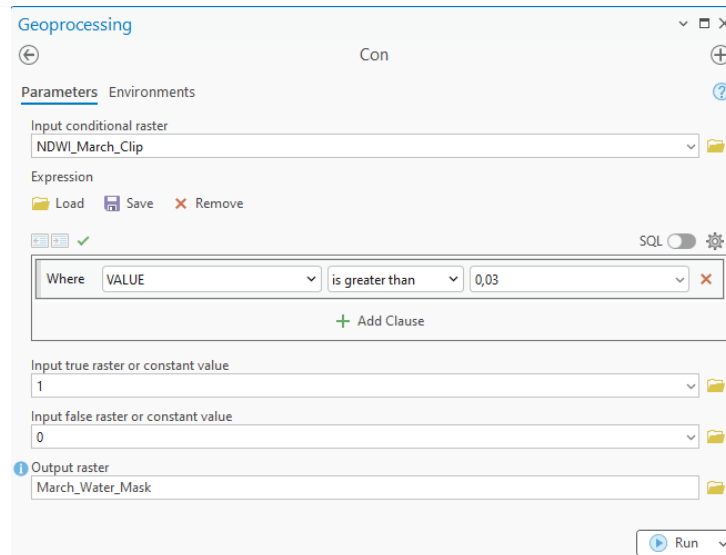 Geoprocessing
Con
Parameters Environments
Input conditional raster
NDWI_March_Clip
Expression
Load Save Remove
SQL
Where VALUE is greater than 0,03
Add Clause
Input true raster or constant value
1
Input false raster or constant value
0
Output raster
March_Water_Mask
Run